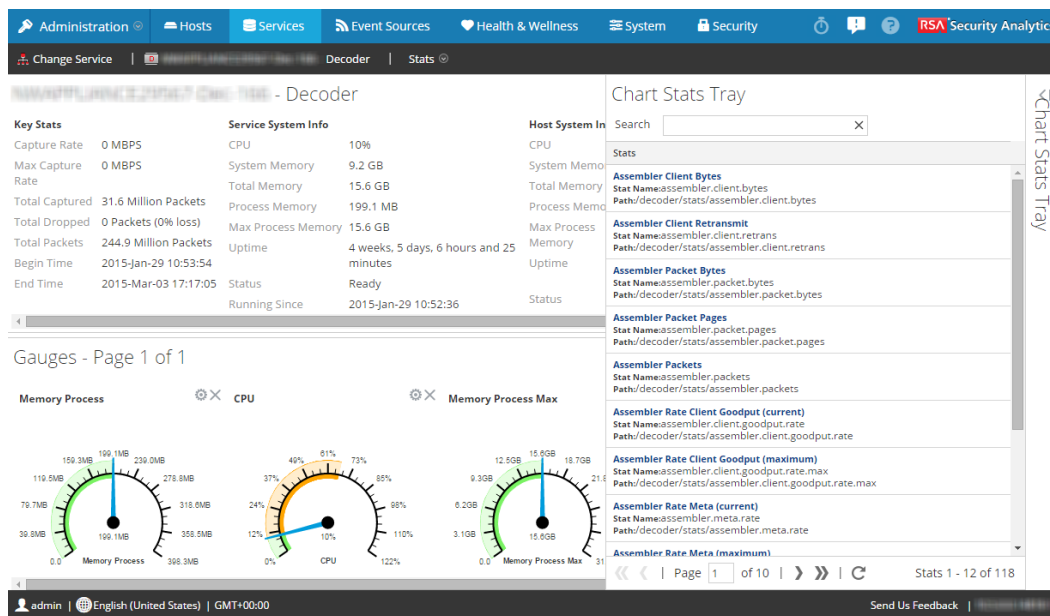 Administration
Hosts
Services
Event Sources
Health & Wellness
System
Security
RSA Security Analytic
Change Service | Decoder | Stats
- Decoder
Key Stats
Capture Rate 0 MBPS
Max Capture Rate 0 MBPS
Total Captured 31.6 Million Packets
Total Dropped 0 Packets (0% loss)
Total Packets 244.9 Million Packets
Begin Time 2015-Jan-29 10:53:54
End Time 2015-Mar-03 17:17:05
Service System Info
CPU 10%
System Memory 9.2 GB
Total Memory 15.6 GB
Process Memory 199.1 MB
Max Process Memory 15.6 GB
Uptime 4 weeks, 5 days, 6 hours and 25 minutes
Status Ready
Running Since 2015-Jan-29 10:52:36
Host System In
CPU
System Memo
Total Memory
Process Memo
Max Process
Memory
Uptime
Status
Gauges - Page 1 of 1
Memory Process
0.0
39.8MB
79.7MB
119.5MB
159.3MB
199.1MB
239.0MB
278.8MB
318.6MB
358.5MB
398.3MB
199.1MB
Memory Process
CPU
0%
12%
24%
37%
49%
61%
73%
85%
98%
110%
122%
10%
CPU
Memory Process Max
0.0
3.1GB
6.2GB
9.3GB
12.5GB
15.6GB
18.7GB
21.8
31
15.6GB
Memory Process Max
Chart Stats Tray
Search
Stats
Assembler Client Bytes
Stat Name:assembler.client.bytes
Path:/decoder/stats/assembler.client.bytes
Assembler Client Retransmit
Stat Name:assembler.client.retrans
Path:/decoder/stats/assembler.client.retrans
Assembler Packet Bytes
Stat Name:assembler.packet.bytes
Path:/decoder/stats/assembler.packet.bytes
Assembler Packet Pages
Stat Name:assembler.packet.pages
Path:/decoder/stats/assembler.packet.pages
Assembler Packets
Stat Name:assembler.packets
Path:/decoder/stats/assembler.packets
Assembler Rate Client Goodput (current)
Stat Name:assembler.client.goodput.rate
Path:/decoder/stats/assembler.client.goodput.rate
Assembler Rate Client Goodput (maximum)
Stat Name:assembler.client.goodput.rate.max
Path:/decoder/stats/assembler.client.goodput.rate.max
Assembler Rate Meta (current)
Stat Name:assembler.meta.rate
Path:/decoder/stats/assembler.meta.rate
Assembler Rate Meta (maximum)
Page 1 of 10
Stats 1 - 12 of 118
Chart Stats Tray
admin | English (United States) | GMT+00:00
Send Us Feedback |